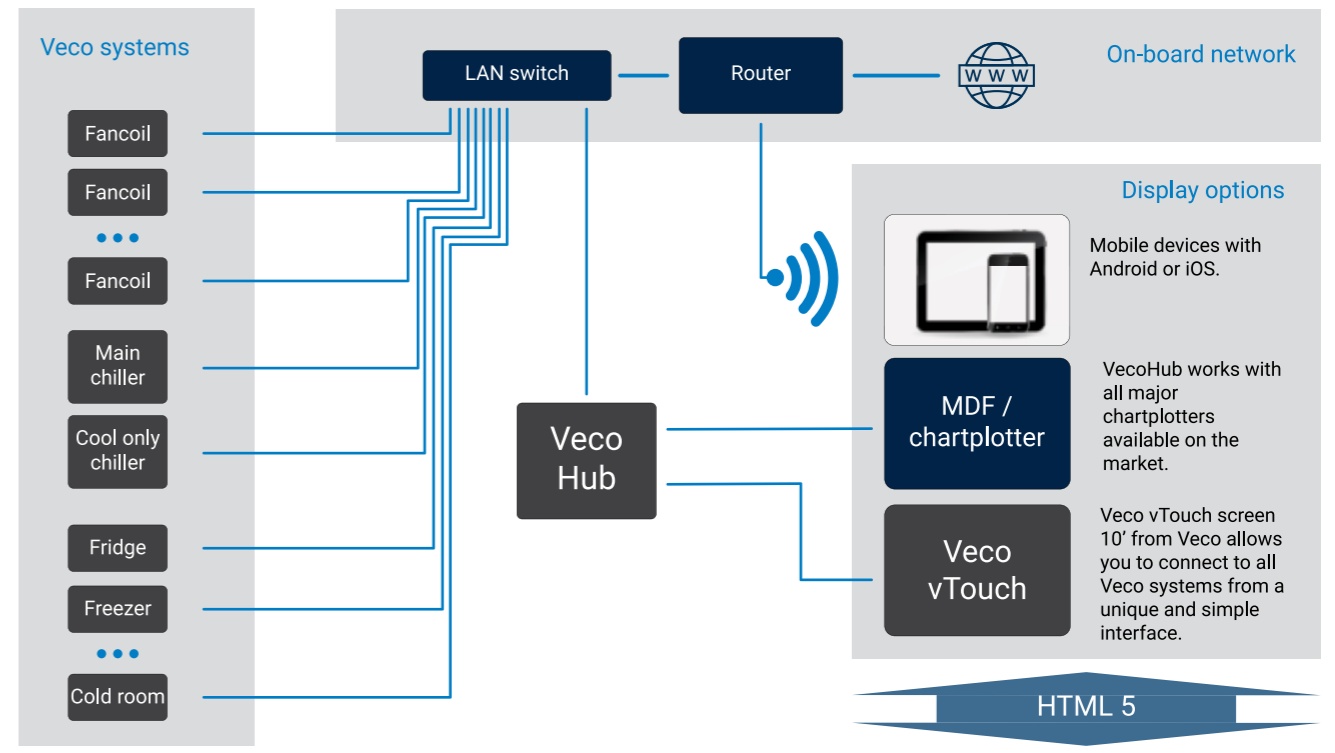 Veco systems
Fancoil
Fancoil
Fancoil
Main
chiller
Cool only
chiller
Fridge
Freezer
Cold room
LAN switch
Router
WWW
On-board network
Veco
Hub
Display options
Mobile devices with
Android or iOS.
MDF /
chartplotter
VecoHub works with
all major
chartplotters
available on the
market.
Veco
vTouch
Veco vTouch screen
10’ from Veco allows
you to connect to all
Veco systems from a
unique and simple
interface.
HTML 5